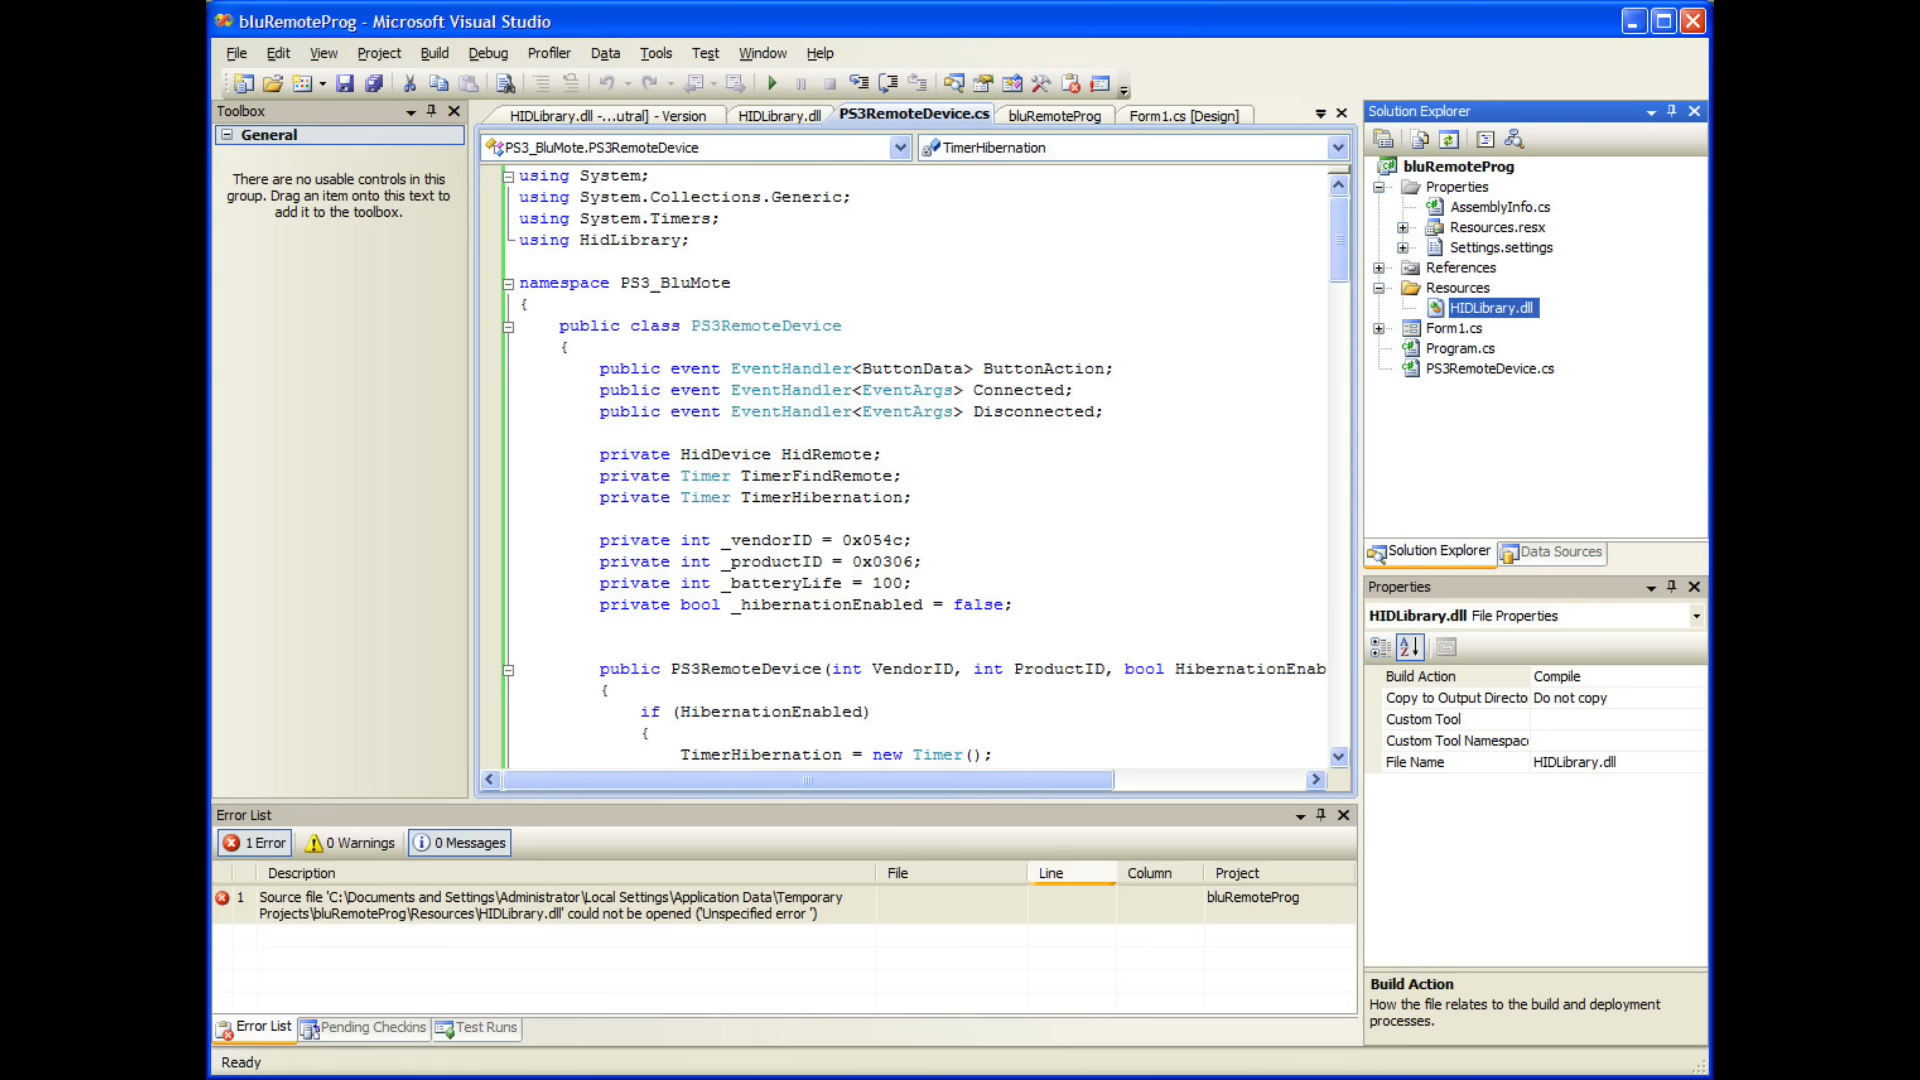 bluRemoteProg - Microsoft Visual Studio
File Edit View Project Build Debug Profiler Data Tools Test Window Help
Toolbox
General
There are no usable controls in this
group. Drag an item onto this text to
add it to the toolbox.
HIDLibrary.dll -...utral] - Version HIDLibrary.dll PS3RemoteDevice.cs bluRemoteProg Form1.cs [Design]
PS3_BluMote.PS3RemoteDevice TimerHibernation
using System;
using System.Collections.Generic;
using System.Timers;
using HidLibrary;
namespace PS3_BluMote
{
public class PS3RemoteDevice
{
public event EventHandler<ButtonData> ButtonAction;
public event EventHandler<EventArgs> Connected;
public event EventHandler<EventArgs> Disconnected;
private HidDevice HidRemote;
private Timer TimerFindRemote;
private Timer TimerHibernation;
private int _vendorID = 0x054c;
private int _productID = 0x0306;
private int _batteryLife = 100;
private bool _hibernationEnabled = false;
public PS3RemoteDevice(int VendorID, int ProductID, bool HibernationEnab
{
if (HibernationEnabled)
{
TimerHibernation = new Timer();
Solution Explorer
bluRemoteProg
Properties
AssemblyInfo.cs
Resources.resx
Settings.settings
References
Resources
HIDLibrary.dll
Form1.cs
Program.cs
PS3RemoteDevice.cs
Solution Explorer Data Sources
Properties
HIDLibrary.dll File Properties
Build Action Compile
Copy to Output Directo Do not copy
Custom Tool
Custom Tool Namespac
File Name HIDLibrary.dll
Build Action
How the file relates to the build and deployment
processes.
Error List
1 Error 0 Warnings 0 Messages
Description File Line Column Project
1 Source file 'C:\Documents and Settings\Administrator\Local Settings\Application Data\Temporary bluRemoteProg
Projects\bluRemoteProg\Resources\HIDLibrary.dll' could not be opened ('Unspecified error ')
Error List Pending Checkins Test Runs
Ready